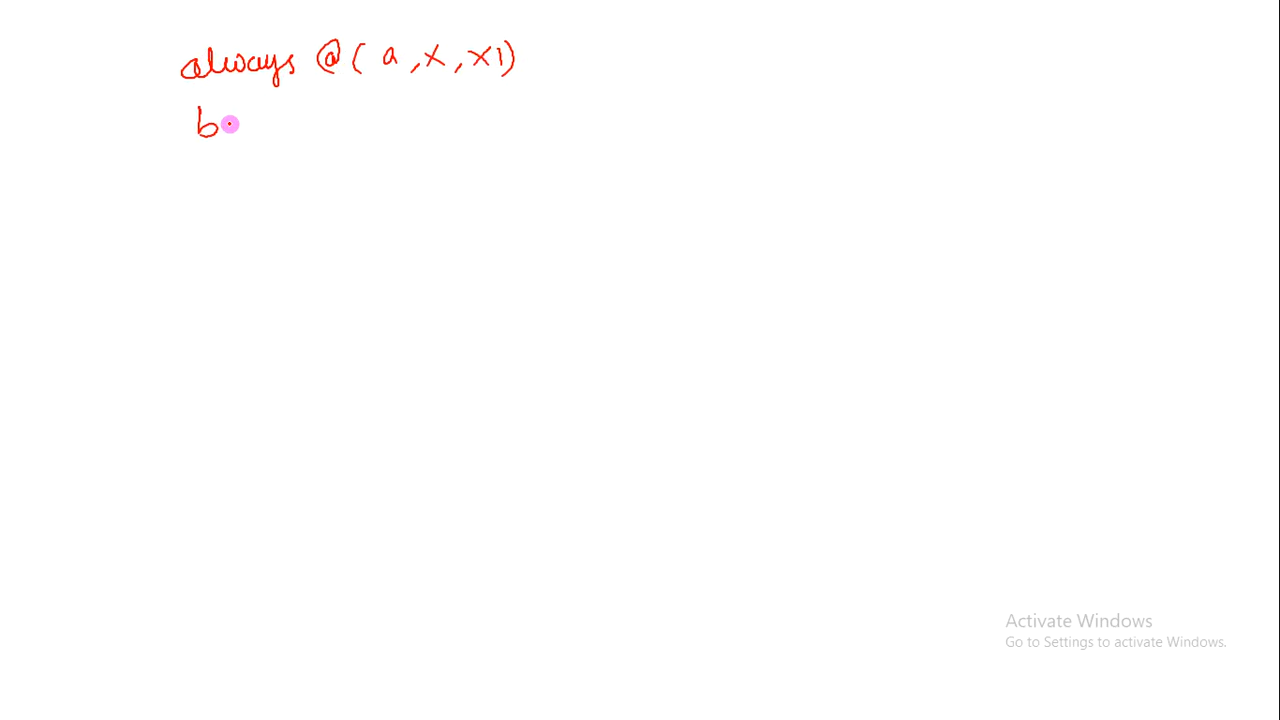 always @( a , x , x1)
b
Activate Windows
Go to Settings to activate Windows.